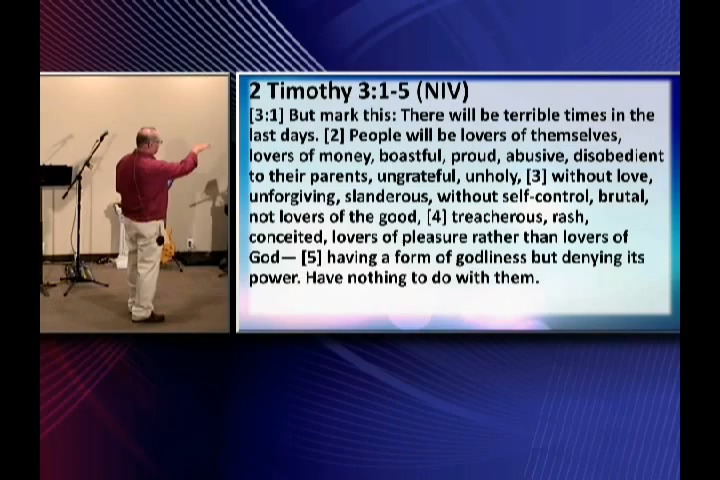 2 Timothy 3:1-5 (NIV)
[3:1] But mark this: There will be terrible times in the
last days. [2] People will be lovers of themselves,
lovers of money, boastful, proud, abusive, disobedient
to their parents, ungrateful, unholy, [3] without love,
unforgiving, slanderous, without self-control, brutal,
not lovers of the good, [4] treacherous, rash,
conceited, lovers of pleasure rather than lovers of
God— [5] having a form of godliness but denying its
power. Have nothing to do with them.